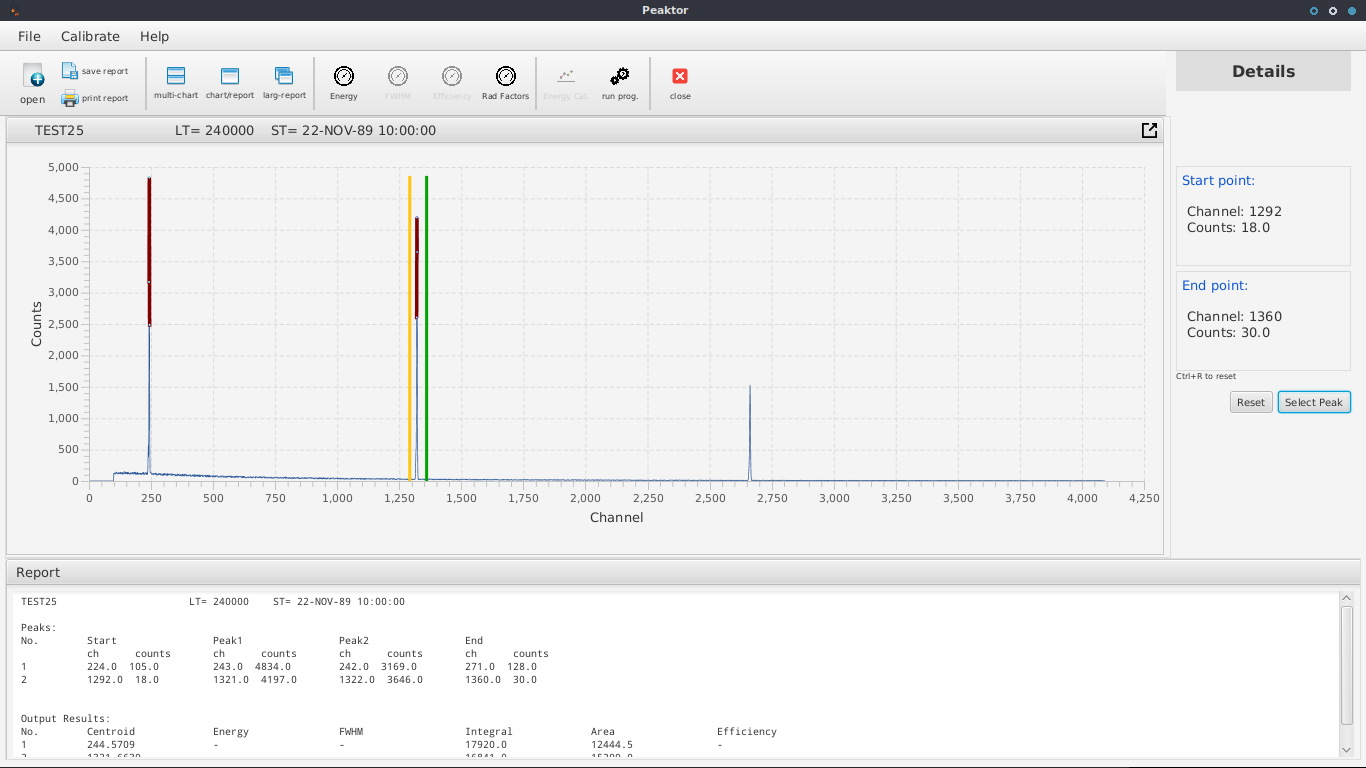 Peaktor
File Calibrate Help
open save report print report multi-chart chart/report larg-report Energy FWHM Efficiency Rad Factors Energy Cal. run prog. close
Details
TEST25 LT= 240000 ST= 22-NOV-89 10:00:00
5,000
4,500
4,000
3,500
3,000
2,500
2,000
1,500
1,000
500
0
Counts
0 250 500 750 1,000 1,250 1,500 1,750 2,000 2,250 2,500 2,750 3,000 3,250 3,500 3,750 4,000 4,250
Channel
Start point:
Channel: 1292
Counts: 18.0
End point:
Channel: 1360
Counts: 30.0
Ctrl+R to reset
Reset Select Peak
Report
TEST25 LT= 240000 ST= 22-NOV-89 10:00:00
Peaks:
No. Start Peak1 Peak2 End
ch counts ch counts ch counts ch counts
1 224.0 105.0 243.0 4834.0 242.0 3169.0 271.0 128.0
2 1292.0 18.0 1321.0 4197.0 1322.0 3646.0 1360.0 30.0
Output Results:
No. Centroid Energy FWHM Integral Area Efficiency
1 244.5709 - - 17920.0 12444.5 -